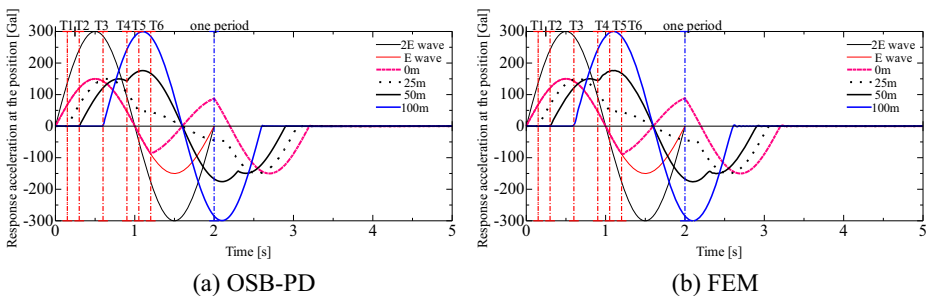 T1 T2 T3 T4 T5 T6 one period
300
200
100
0
-100
-200
-300
Response acceleration at the position [Gal]
2E wave
E wave
0m
25m
50m
100m
0 1 2 3 4 5
Time [s]
(a) OSB-PD
T1 T2 T3 T4 T5 T6 one period
300
200
100
0
-100
-200
-300
Response acceleration at the position [Gal]
2E wave
E wave
0m
25m
50m
100m
0 1 2 3 4 5
Time [s]
(b) FEM